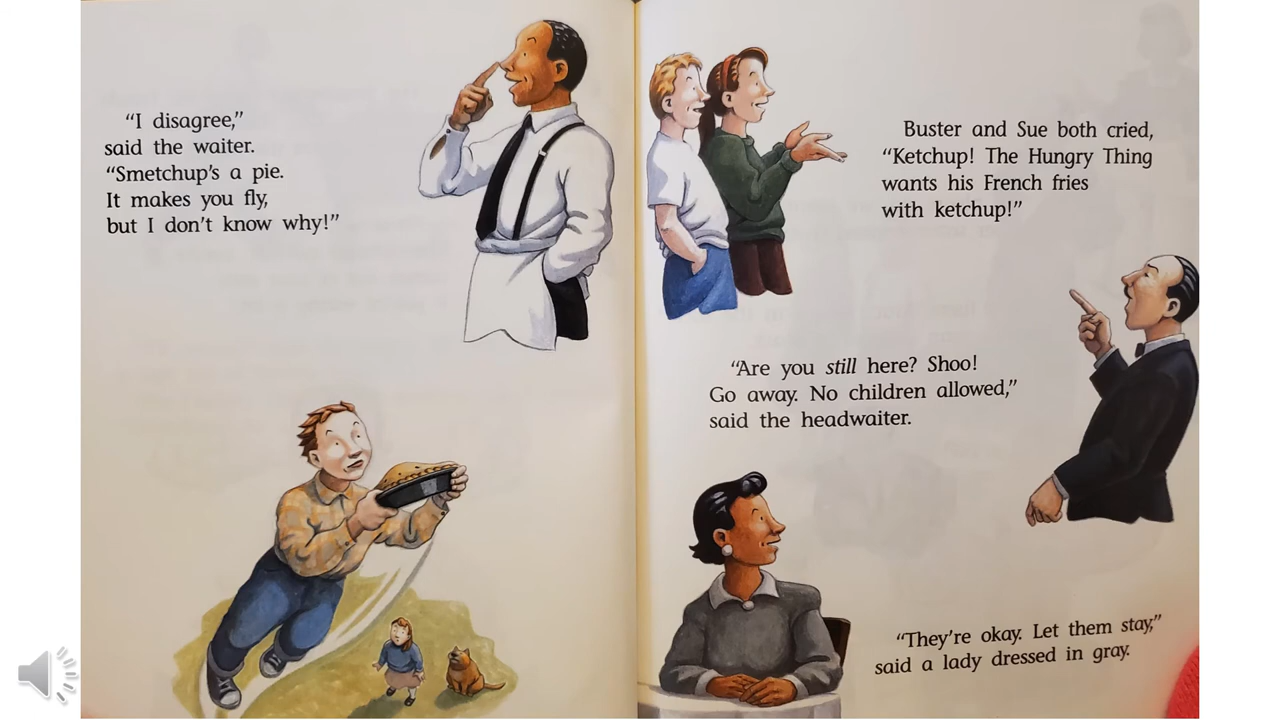 “I disagree,”
said the waiter.
“Smetchup’s a pie.
It makes you fly,
but I don’t know why!”
Buster and Sue both cried,
“Ketchup! The Hungry Thing
wants his French fries
with ketchup!”
“Are you still here? Shoo!
Go away. No children allowed,”
said the headwaiter.
“They’re okay. Let them stay,”
said a lady dressed in gray.